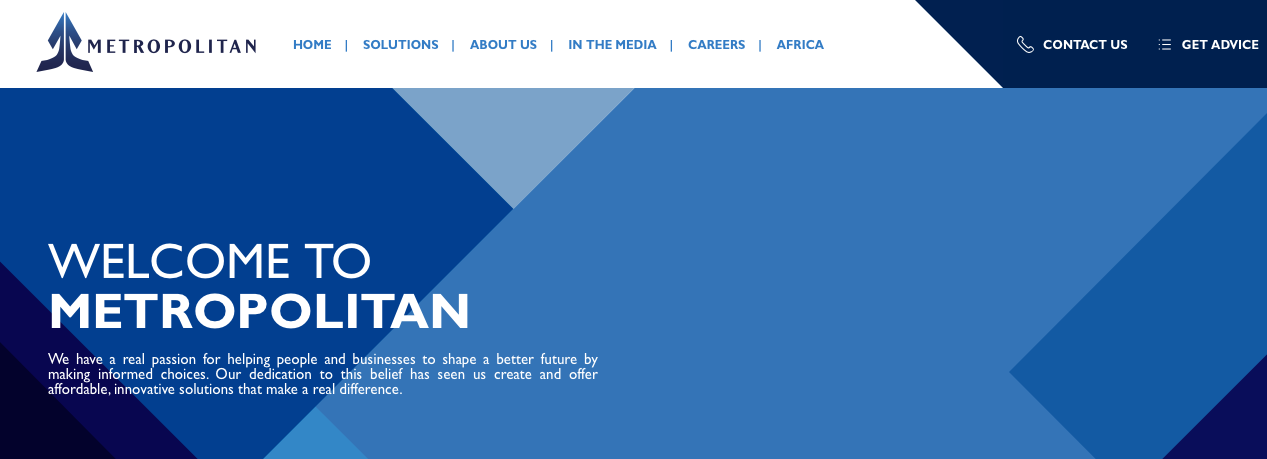 METROPOLITAN
HOME | SOLUTIONS | ABOUT US | IN THE MEDIA | CAREERS | AFRICA
CONTACT US
GET ADVICE
WELCOME TO
METROPOLITAN
We have a real passion for helping people and businesses to shape a better future by
making informed choices. Our dedication to this belief has seen us create and offer
affordable, innovative solutions that make a real difference.